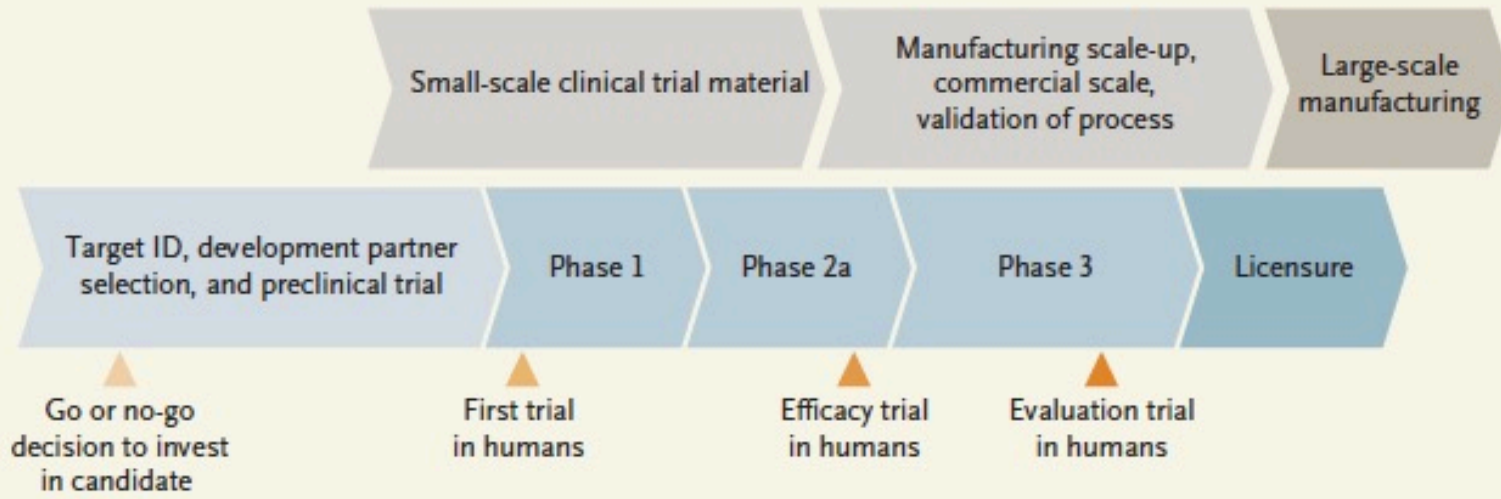 Small-scale clinical trial material
Manufacturing scale-up,
commercial scale,
validation of process
Large-scale
manufacturing
Target ID, development partner
selection, and preclinical trial
Phase 1
Phase 2a
Phase 3
Licensure
Go or no-go
decision to invest
in candidate
First trial
in humans
Efficacy trial
in humans
Evaluation trial
in humans